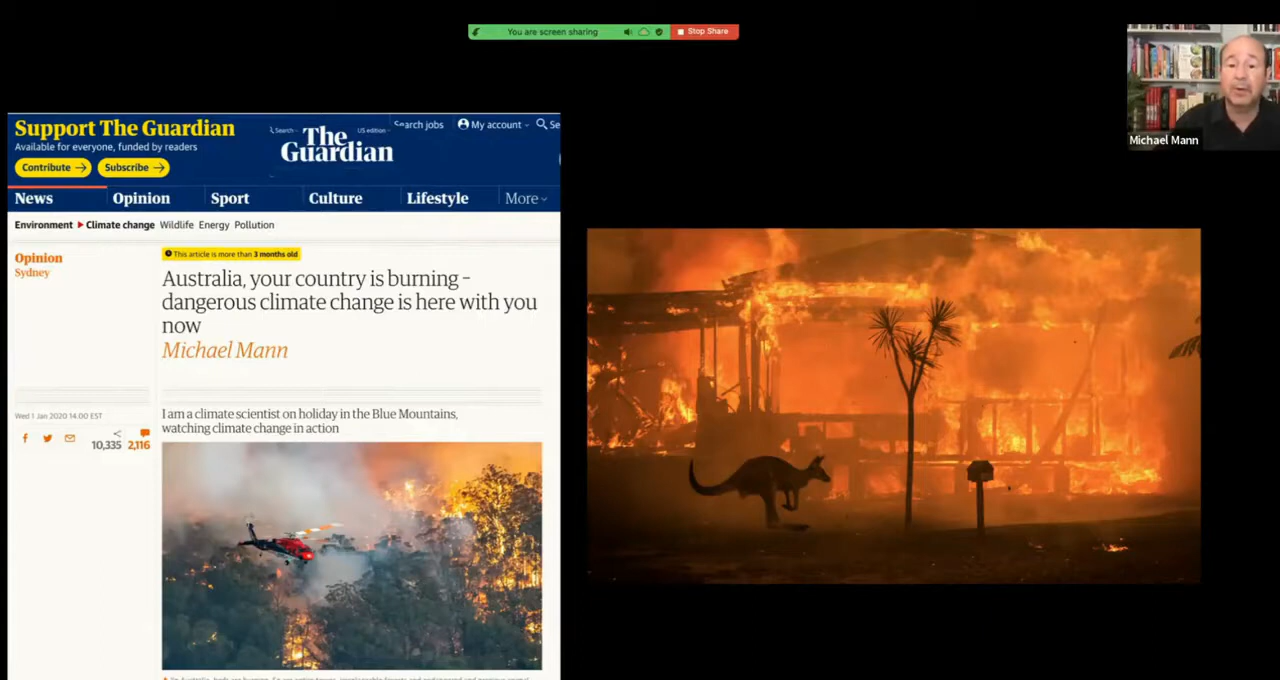 You are screen sharing
Stop Share
Michael Mann
Support The Guardian
Available for everyone, funded by readers
Contribute
Subscribe
Search
US edition
The
Guardian
Search jobs
My account
Se
News
Opinion
Sport
Culture
Lifestyle
More
Environment
Climate change
Wildlife
Energy
Pollution
Opinion
Sydney
This article is more than 3 months old
Australia, your country is burning –
dangerous climate change is here with you
now
Michael Mann
Wed 1 Jan 2020 14.00 EST
10,335
2,116
I am a climate scientist on holiday in the Blue Mountains,
watching climate change in action